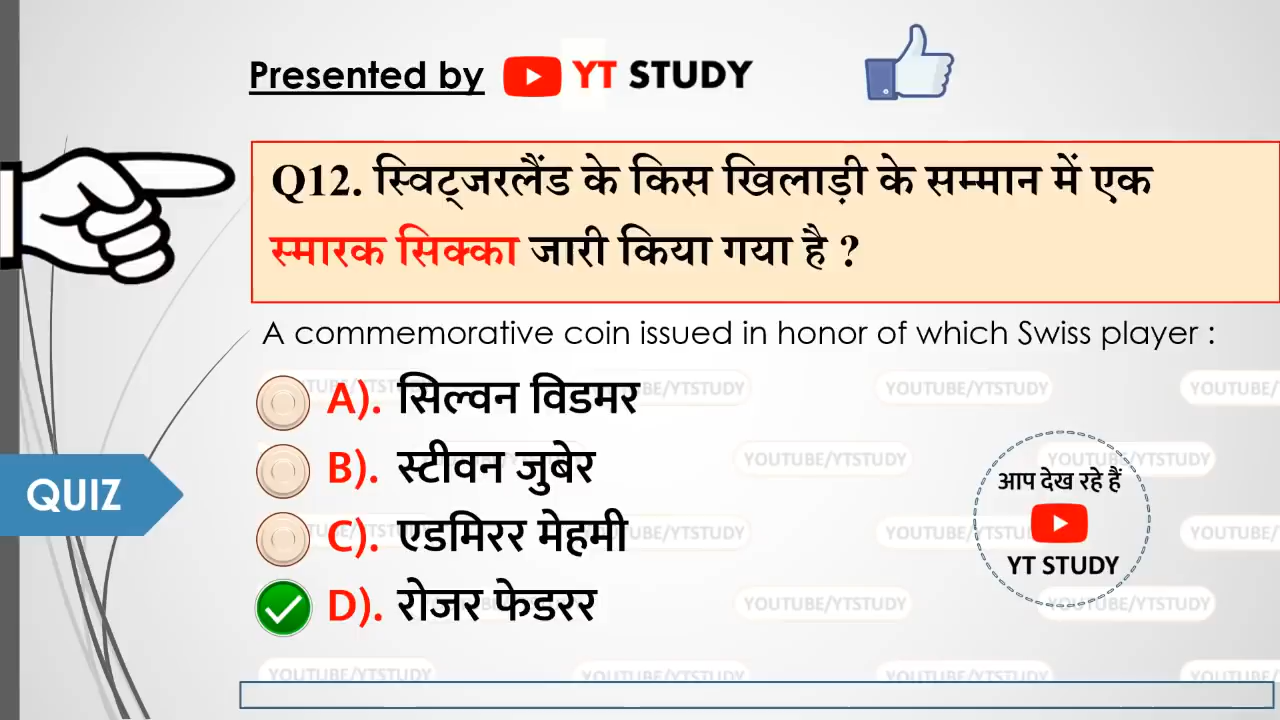 Presented by YT STUDY
Q12. स्विट्जरलैंड के किस खिलाड़ी के सम्मान में एक
स्मारक सिक्का जारी किया गया है ?
A commemorative coin issued in honor of which Swiss player :
A). सिल्वन विडमर
B). स्टीवन जुबेर
C). एडमिरर मेहमी
D). रोजर फेडरर
QUIZ
आप देख रहे हैं
YT STUDY
YOUTUBE/YTSTUDY